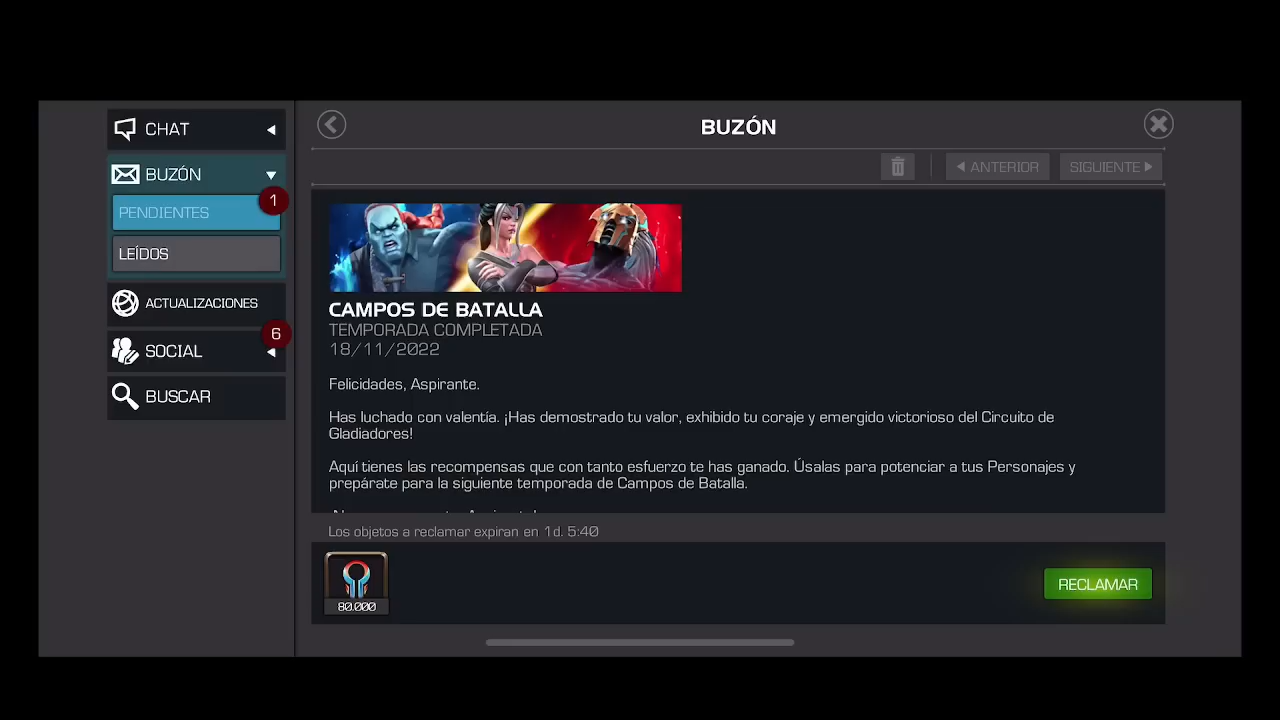 CHAT
BUZÓN
PENDIENTES
1
LEÍDOS
ACTUALIZACIONES
6
SOCIAL
BUSCAR
BUZÓN
ANTERIOR
SIGUIENTE
CAMPOS DE BATALLA
TEMPORADA COMPLETADA
18/11/2022
Felicidades, Aspirante.
Has luchado con valentía. ¡Has demostrado tu valor, exhibido tu coraje y emergido victorioso del Circuito de
Gladiadores!
Aquí tienes las recompensas que con tanto esfuerzo te has ganado. Úsalas para potenciar a tus Personajes y
prepárate para la siguiente temporada de Campos de Batalla.
Los objetos a reclamar expiran en 1d. 5:40
80.000
RECLAMAR